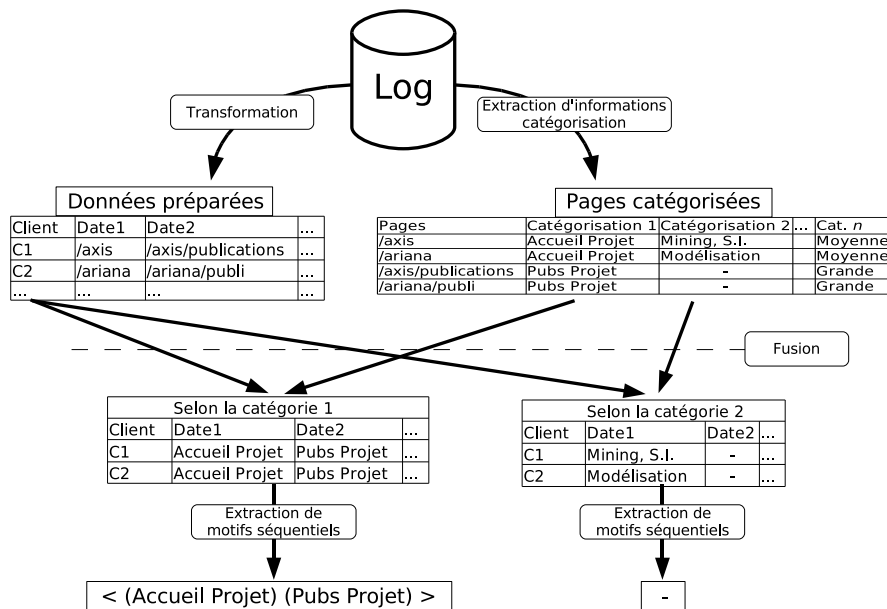 Log
Transformation
Extraction d'informations
catégorisation
Données préparées
Client Date1 Date2 ...
C1 /axis /axis/publications ...
C2 /ariana /ariana/publi ...
... ... ... ...
Pages catégorisées
Pages Catégorisation 1 Catégorisation 2 ... Cat. n
/axis Accueil Projet Mining, S.I. Moyenne
/ariana Accueil Projet Modélisation Moyenne
/axis/publications Pubs Projet - Grande
/ariana/publi Pubs Projet - Grande
Fusion
Selon la catégorie 1
Client Date1 Date2 ...
C1 Accueil Projet Pubs Projet ...
C2 Accueil Projet Pubs Projet ...
Selon la catégorie 2
Client Date1 Date2 ...
C1 Mining, S.I. - ...
C2 Modélisation - ...
Extraction de
motifs séquentiels
Extraction de
motifs séquentiels
< (Accueil Projet) (Pubs Projet) >
-